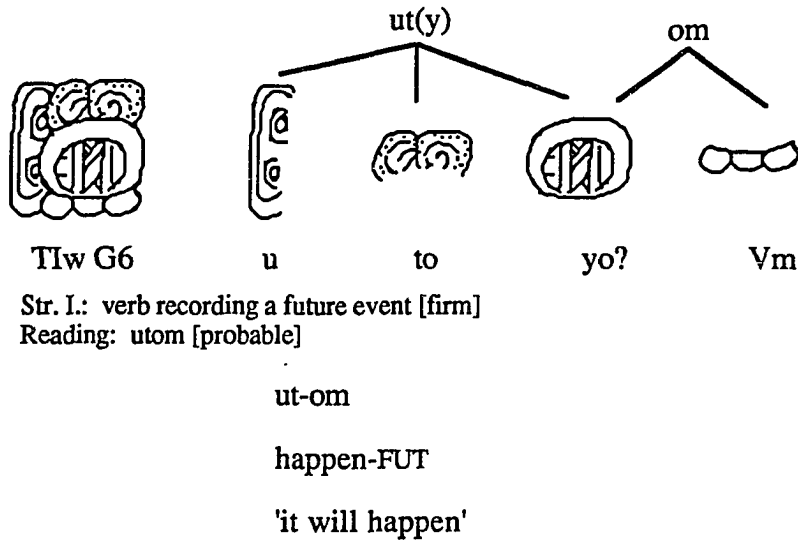 ut(y) om
TIw G6 u to yo? Vm
Str. I.: verb recording a future event [firm]
Reading: utom [probable]
ut-om
happen-FUT
'it will happen'